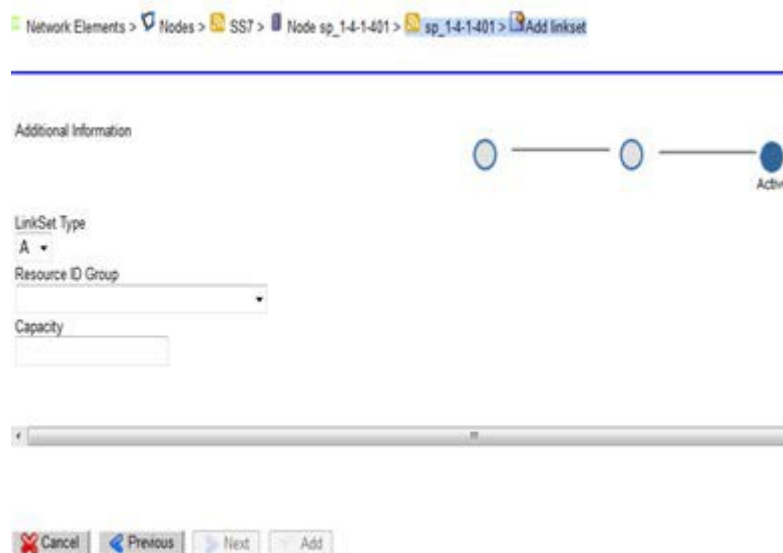 Network Elements > Nodes > SS7 > Node sp_1-4-1-401 > sp_1-4-1-401 > Add linkset
Additional Information
Activ
LinkSet Type
A
Resource ID Group
Capacity
Cancel Previous Next Add